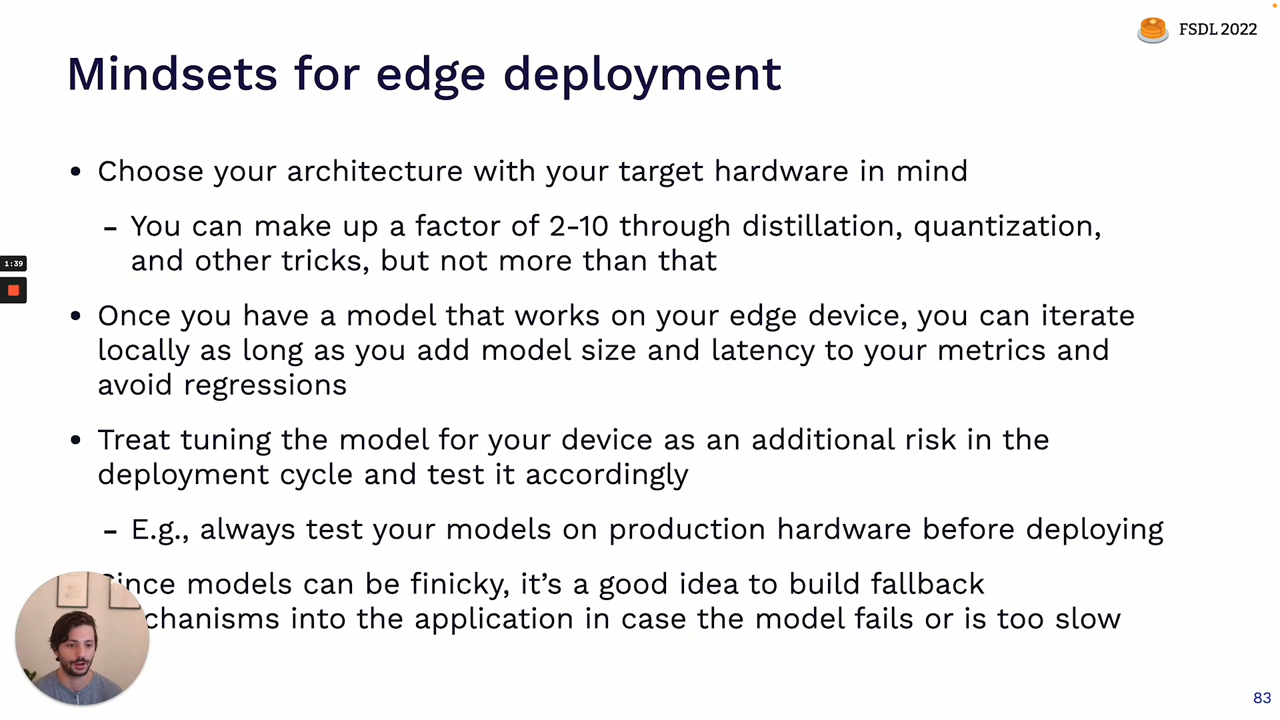 FSDL 2022
Mindsets for edge deployment
• Choose your architecture with your target hardware in mind
– You can make up a factor of 2-10 through distillation, quantization,
and other tricks, but not more than that
1:39
• Once you have a model that works on your edge device, you can iterate
locally as long as you add model size and latency to your metrics and
avoid regressions
• Treat tuning the model for your device as an additional risk in the
deployment cycle and test it accordingly
– E.g., always test your models on production hardware before deploying
Since models can be finicky, it’s a good idea to build fallback
chanisms into the application in case the model fails or is too slow
83